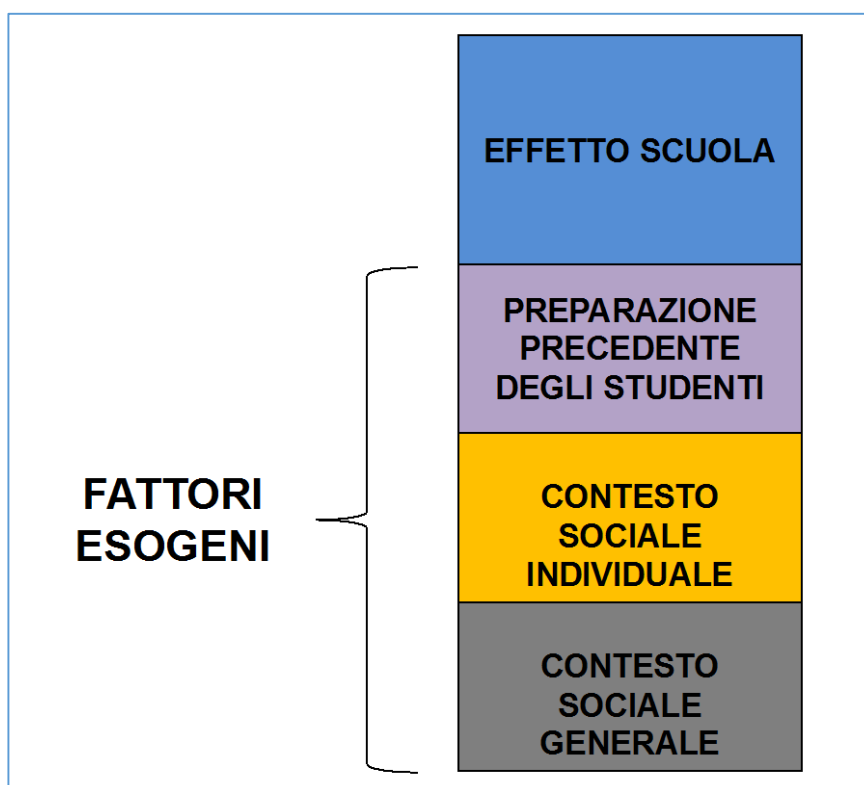 EFFETTO SCUOLA
PREPARAZIONE
PRECEDENTE
DEGLI STUDENTI
FATTORI
ESOGENI
CONTESTO
SOCIALE
INDIVIDUALE
CONTESTO
SOCIALE
GENERALE